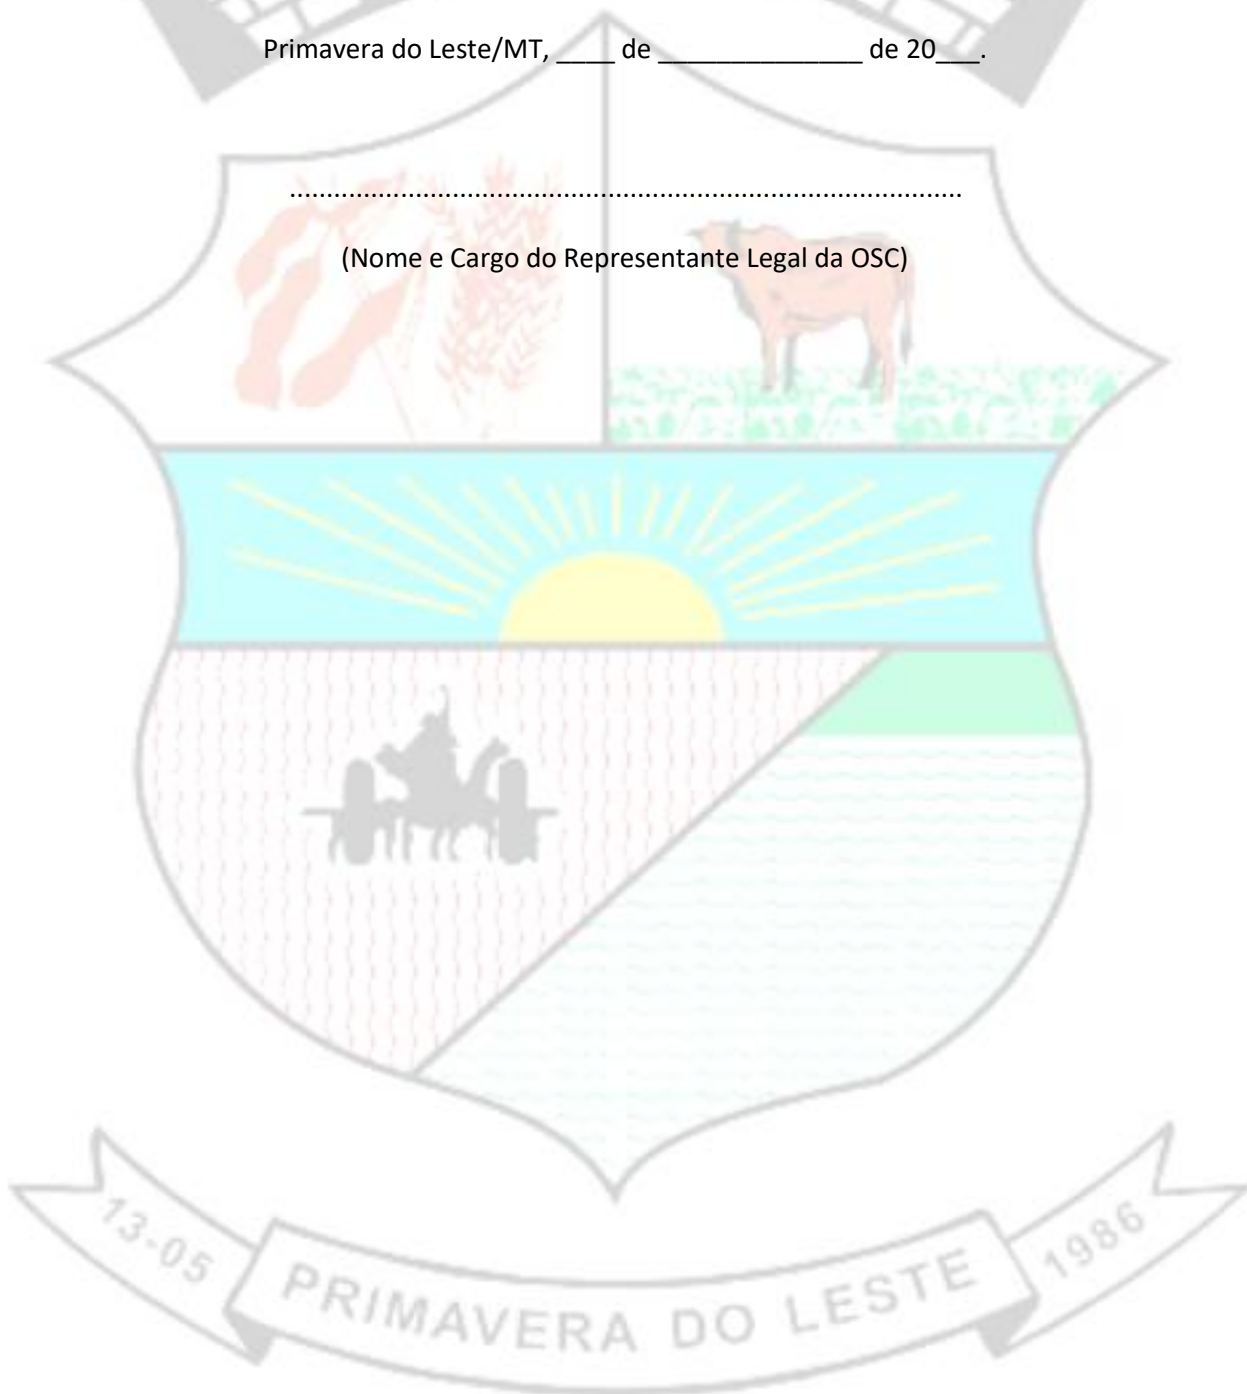 Primavera do Leste/MT, ____ de ______________ de 20___.
...........................................................................................
(Nome e Cargo do Representante Legal da OSC)
13-05
PRIMAVERA DO LESTE
1986